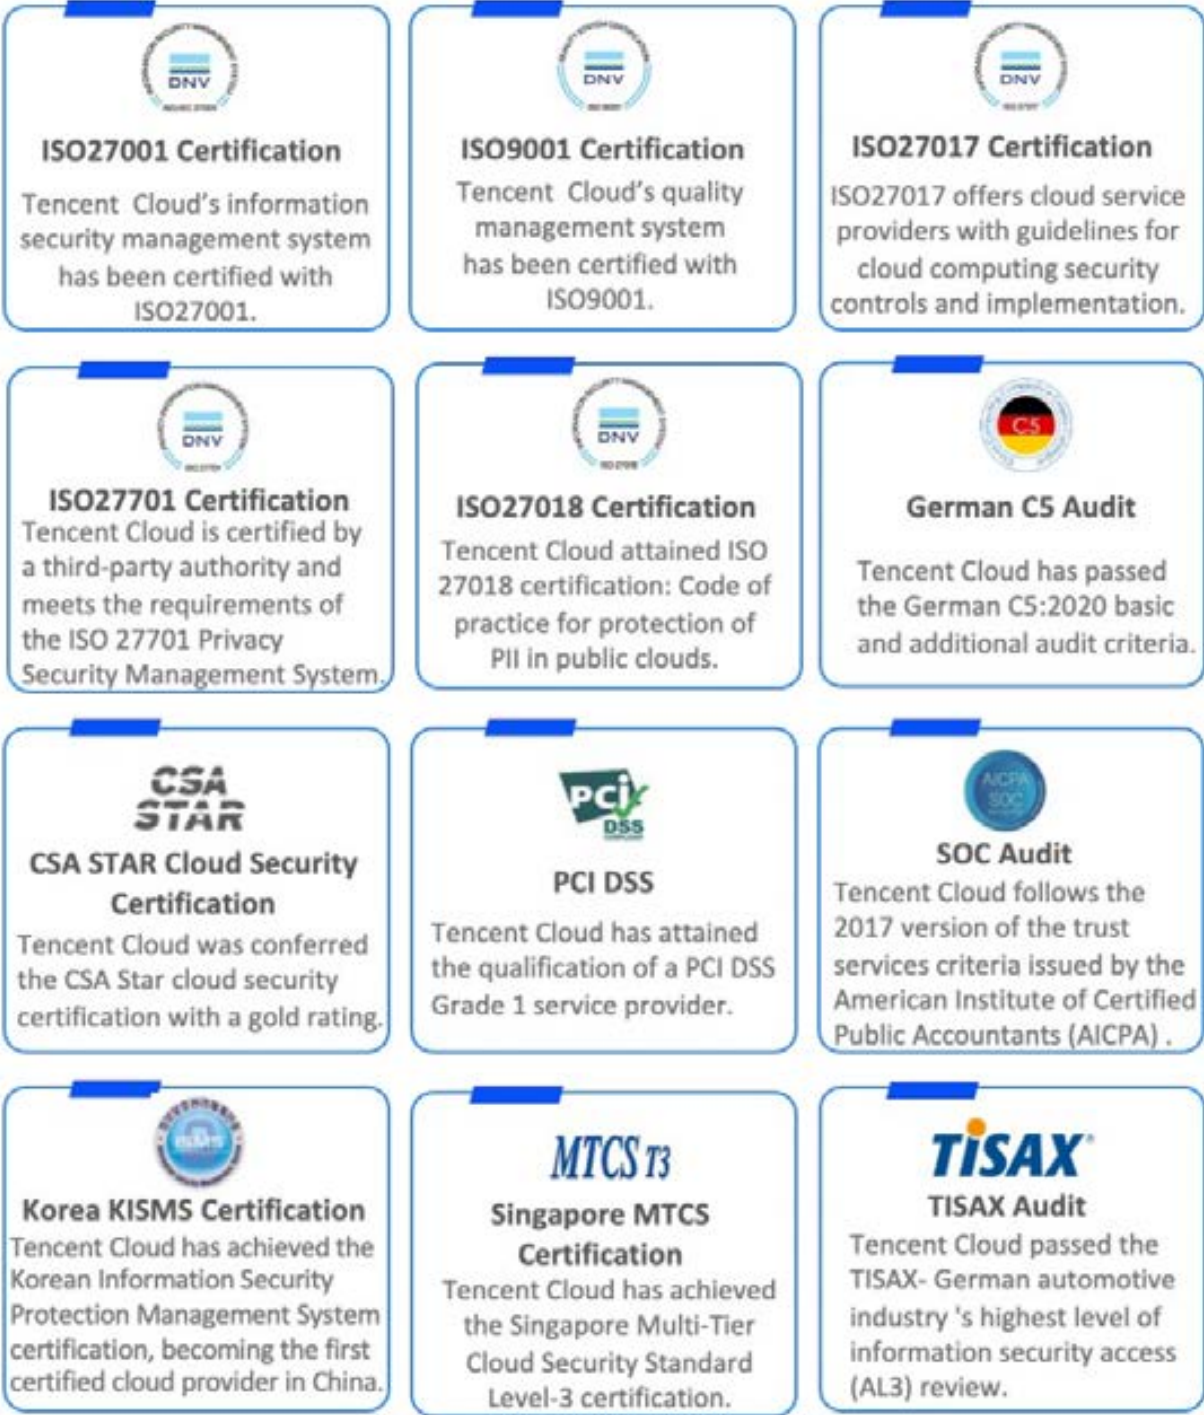 DNV
ISO27001 Certification
Tencent Cloud's information
security management system
has been certified with
ISO27001.
DNV
ISO9001 Certification
Tencent Cloud's quality
management system
has been certified with
ISO9001.
DNV
ISO27017 Certification
ISO27017 offers cloud service
providers with guidelines for
cloud computing security
controls and implementation.
DNV
ISO27701 Certification
Tencent Cloud is certified by
a third-party authority and
meets the requirements of
the ISO 27701 Privacy
Security Management System.
DNV
ISO27018 Certification
Tencent Cloud attained ISO
27018 certification: Code of
practice for protection of
PII in public clouds.
C5
German C5 Audit
Tencent Cloud has passed
the German C5:2020 basic
and additional audit criteria.
CSA
STAR
CSA STAR Cloud Security
Certification
Tencent Cloud was conferred
the CSA Star cloud security
certification with a gold rating.
PCi
DSS
PCI DSS
Tencent Cloud has attained
the qualification of a PCI DSS
Grade 1 service provider.
AICPA
SOC
SOC Audit
Tencent Cloud follows the
2017 version of the trust
services criteria issued by the
American Institute of Certified
Public Accountants (AICPA) .
ISMS
Korea KISMS Certification
Tencent Cloud has achieved the
Korean Information Security
Protection Management System
certification, becoming the first
certified cloud provider in China.
MTCS T3
Singapore MTCS
Certification
Tencent Cloud has achieved
the Singapore Multi-Tier
Cloud Security Standard
Level-3 certification.
TiSAX®
TISAX Audit
Tencent Cloud passed the
TISAX- German automotive
industry 's highest level of
information security access
(AL3) review.